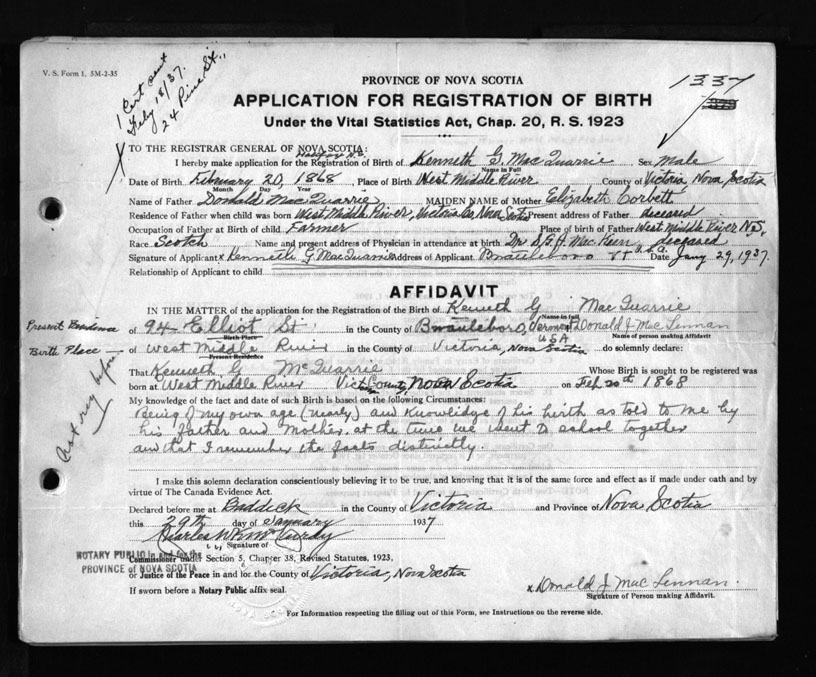 V. S. Form 1, 5M-2-35
1 Cert sent
Feby 18/37.
24 Pine St.,
1337
PROVINCE OF NOVA SCOTIA
APPLICATION FOR REGISTRATION OF BIRTH
Under the Vital Statistics Act, Chap. 20, R. S. 1923
TO THE REGISTRAR GENERAL OF NOVA SCOTIA:
Halifax N.S.
I hereby make application for the Registration of Birth of Kenneth G. MacQuarrie Sex Male
Name in Full
Date of Birth February 20, 1868 Place of Birth West Middle River County of Victoria, Nova Scotia
Month Day Year
Name of Father Donald MacQuarrie MAIDEN NAME of Mother Elizabeth Corbett
Residence of Father when child was born West Middle River, Victoria Co, Nova Scotia Present address of Father deceased
Occupation of Father at Birth of child Farmer Place of birth of Father West Middle River N.S.
Race Scotch Name and present address of Physician in attendance at birth Dr. D.G.J. MacKeen, deceased
Signature of Applicant x Kenneth G MacQuarrie Address of Applicant Brauleboro Vt. Date Jany 29, 1937.
Relationship of Applicant to child
AFFIDAVIT
IN THE MATTER of the application for the Registration of the Birth of Kenneth G MacQuarrie
Name in full
Present Residence of 94 Elliot St in the County of Brauleboro, Vermont Donald J. MacLennan
Birth Place USA Name of person making Affidavit
Birth Place of West Middle River in the County of Victoria, Nova Scotia do solemnly declare:
Person Residence
That Kenneth G McQuarrie Whose Birth is sought to be registered was
born at West Middle River Vict County, Nova Scotia on Feb 20th 1868
Not reg before
My knowledge of the fact and date of such Birth is based on the following Circumstances:
Being of my own age (nearly) and Knowledge of his birth as told to me by
his father and Mother. at the time we went to school together
and that I remember the facts distinctly.
I make this solemn declaration conscientiously believing it to be true, and knowing that it is of the same force and effect as if made under oath and by
virtue of The Canada Evidence Act.
Declared before me at Baddeck in the County of Victoria and Province of Nova Scotia
this 29th day of January 1937
Signature of
NOTARY PUBLIC in and for the
PROVINCE OF NOVA SCOTIA
Commissioner under Section 5, Chapter 38, Revised Statutes, 1923,
or Justice of the Peace in and for the County of Victoria, Nova Scotia
If sworn before a Notary Public affix seal.
x Donald J MacLennan.
Signature of Person making Affidavit.
For Information respecting the filling out of this Form, see Instructions on the reverse side.